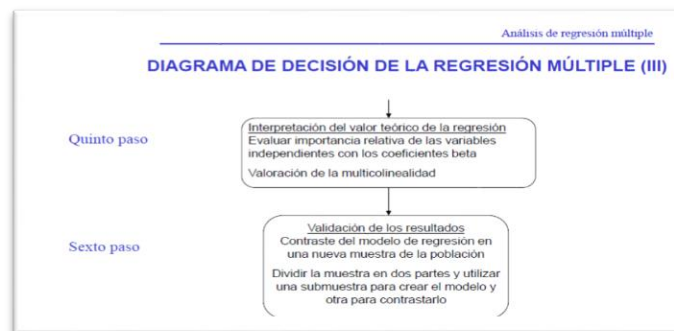 Análisis de regresión múltiple
DIAGRAMA DE DECISIÓN DE LA REGRESIÓN MÚLTIPLE (III)
Quinto paso
Interpretación del valor teórico de la regresión
Evaluar importancia relativa de las variables
independientes con los coeficientes beta
Valoración de la multicolinealidad
Sexto paso
Validación de los resultados
Contraste del modelo de regresión en
una nueva muestra de la población
Dividir la muestra en dos partes y utilizar
una submuestra para crear el modelo y
otra para contrastarlo